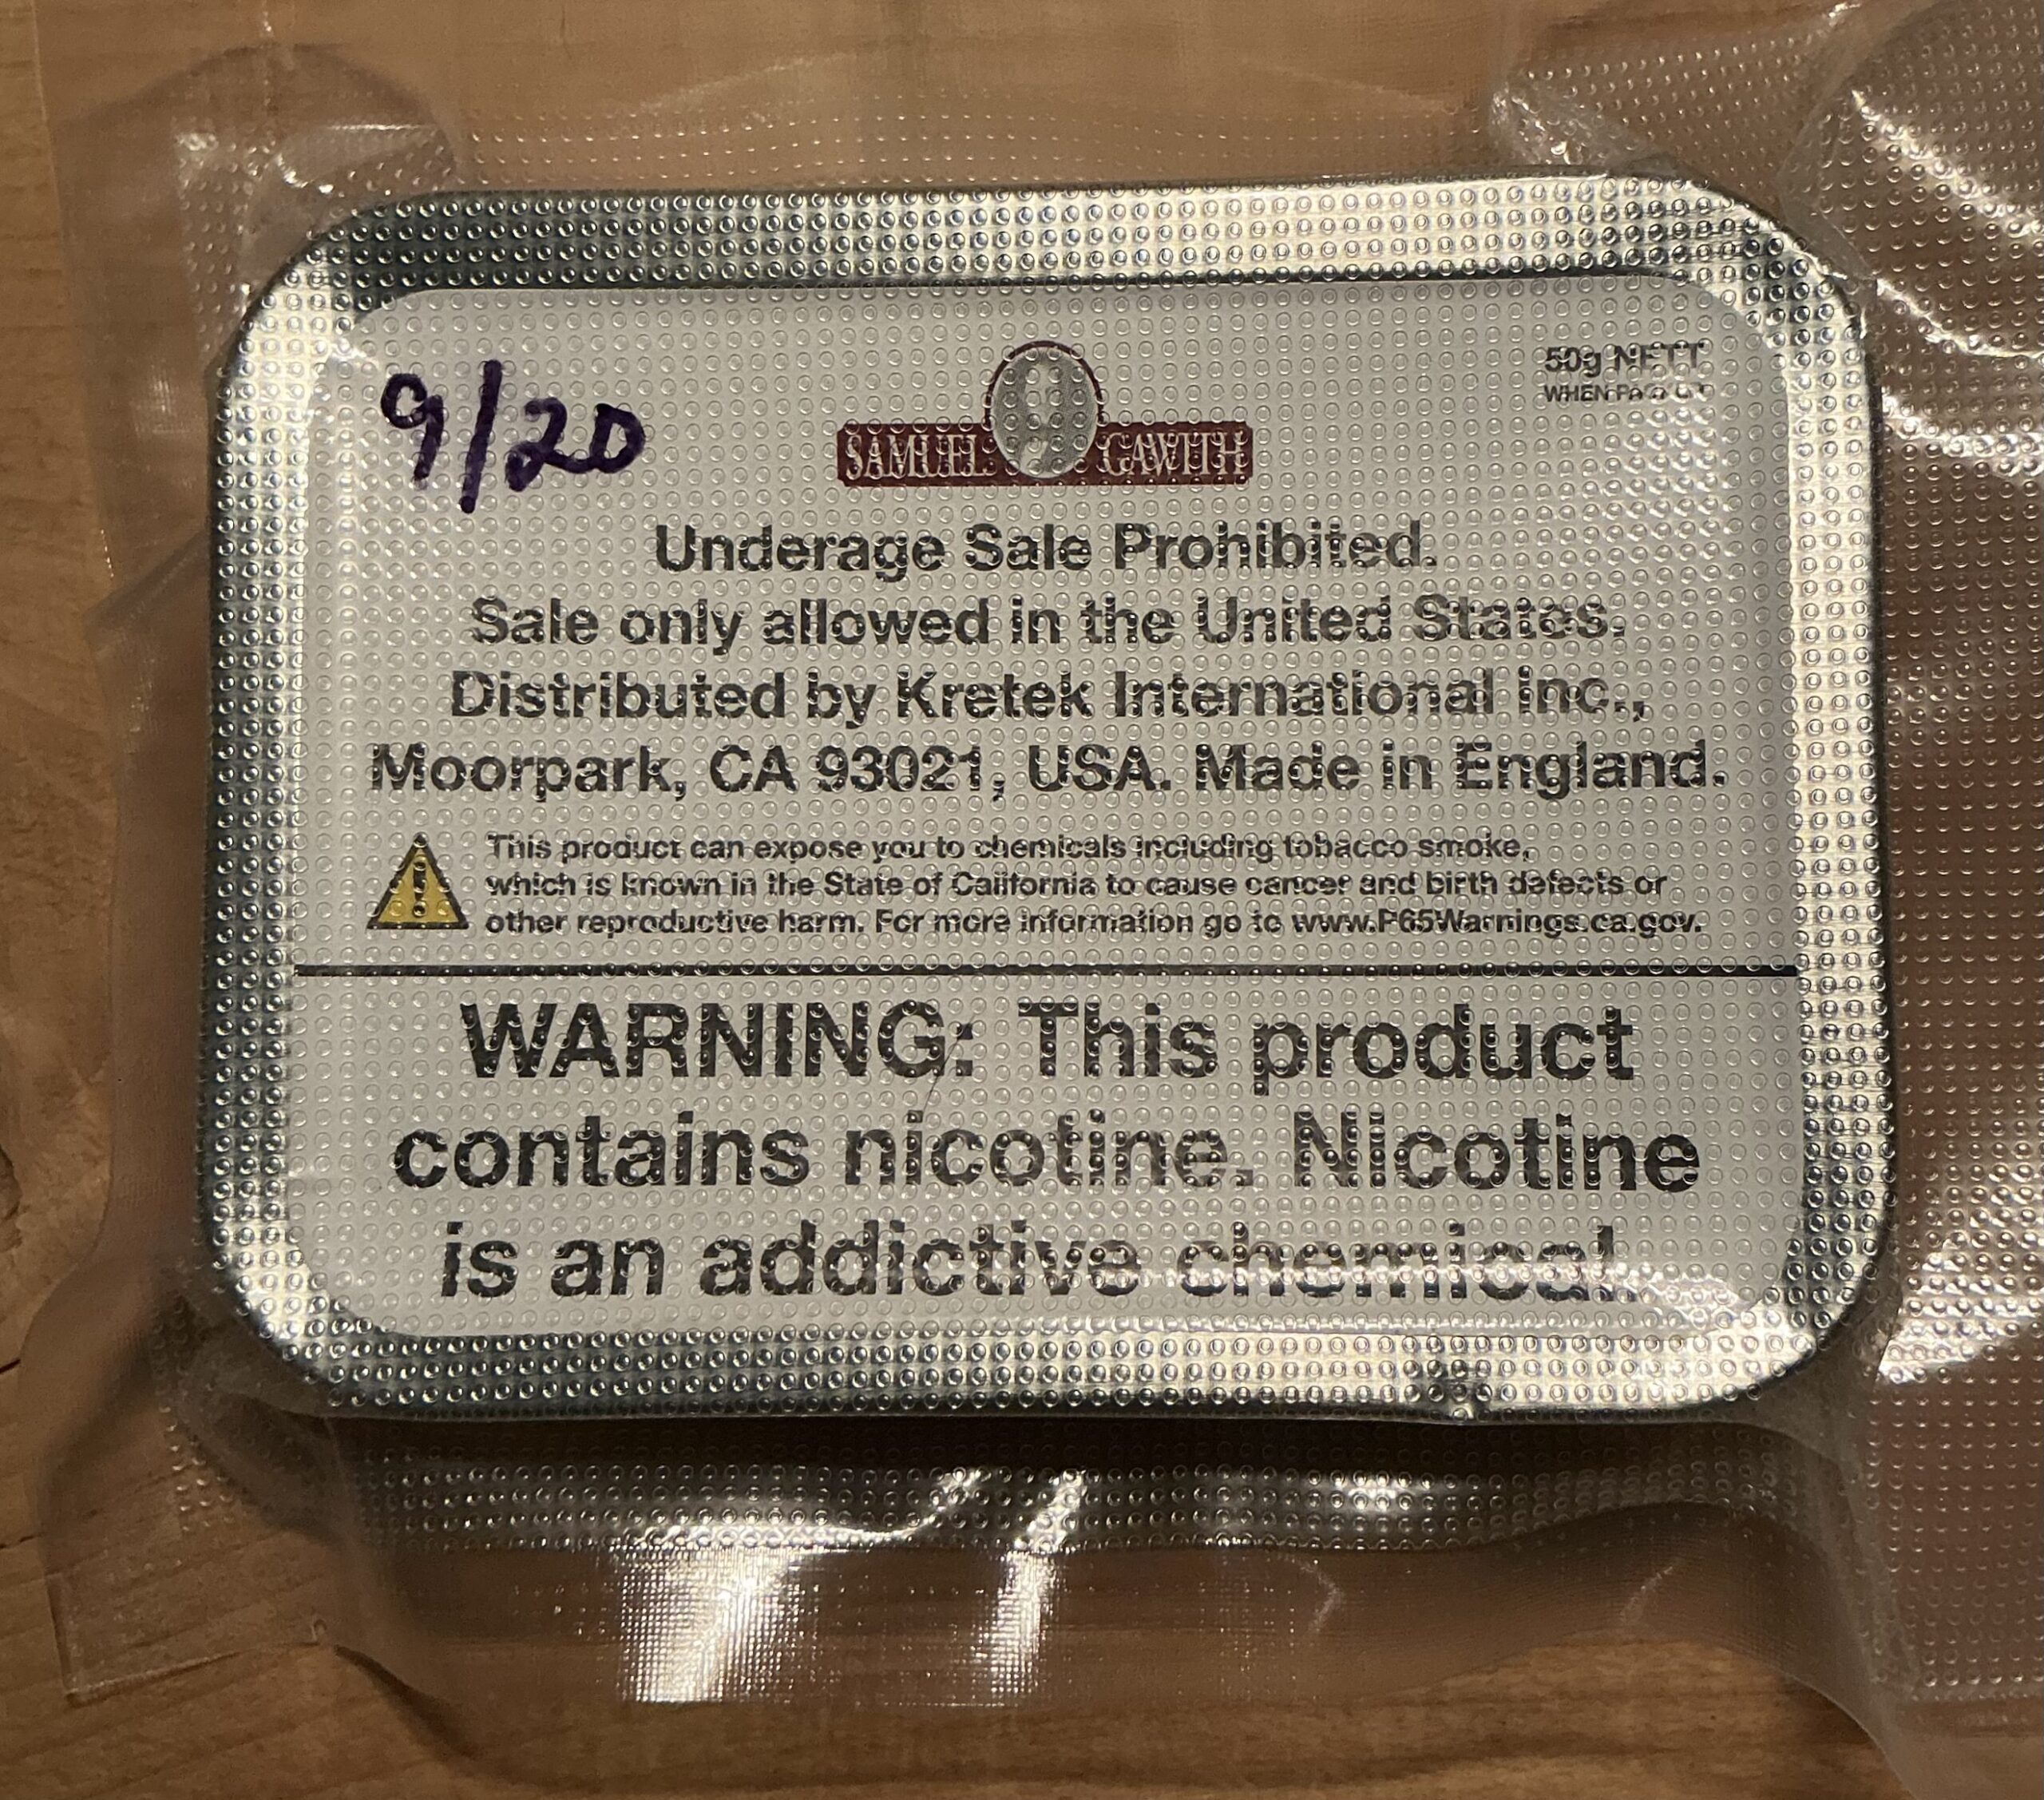 9/20
SAMUEL GAWITH
50g NETT
WHEN PACKED
Underage Sale Prohibited.
Sale only allowed in the United States.
Distributed by Kretek International Inc.,
Moorpark, CA 93021, USA. Made in England.
This product can expose you to chemicals including tobacco smoke,
which is known in the State of California to cause cancer and birth defects or
other reproductive harm. For more information go to www.P65Warnings.ca.gov.
WARNING: This product
contains nicotine. Nicotine
is an addictive chemical.